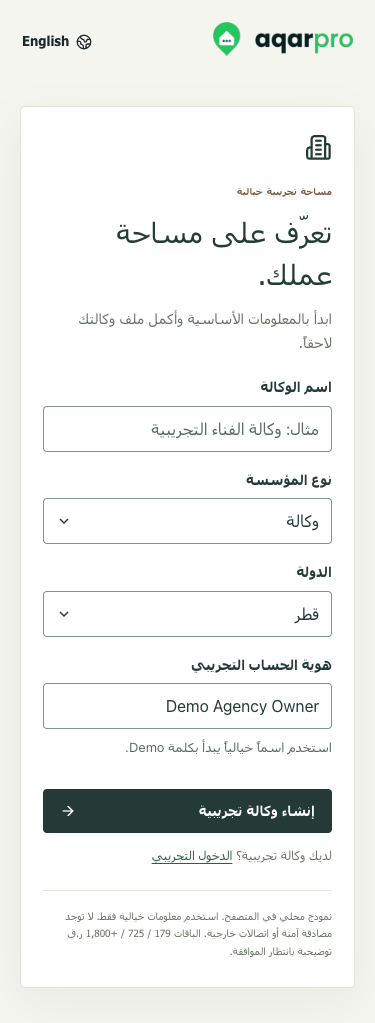 aqarpro
English
مساحة تجريبية خيالية
تعرّف على مساحة
عملك.
ابدأ بالمعلومات الأساسية وأكمل ملف وكالتك
لاحقاً.
اسم الوكالة
مثال: وكالة الفناء التجريبية
نوع المؤسسة
وكالة
الدولة
قطر
هوية الحساب التجريبي
Demo Agency Owner
استخدم اسماً خيالياً يبدأ بكلمة Demo.
إنشاء وكالة تجريبية
لديك وكالة تجريبية؟ الدخول التجريبي
نموذج محلي في المتصفح. استخدم معلومات خيالية فقط. لا توجد
مصادقة آمنة أو اتصالات خارجية. الباقات 179 / 725 / +1,800 ر.ق
توضيحية بانتظار الموافقة.